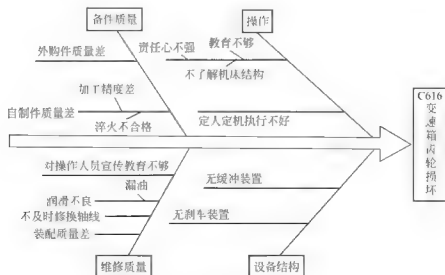 备件质量
操作
外购件质量差
责任心不强
教育不够
不了解机床结构
加工精度差
自制件质量差
淬火不合格
定人定机执行不好
C616变速箱齿轮损坏
对操作人员宣传教育不够
漏油
润滑不良
不及时修换轴线
装配质量差
无缓冲装置
无刹车装置
维修质量
设备结构